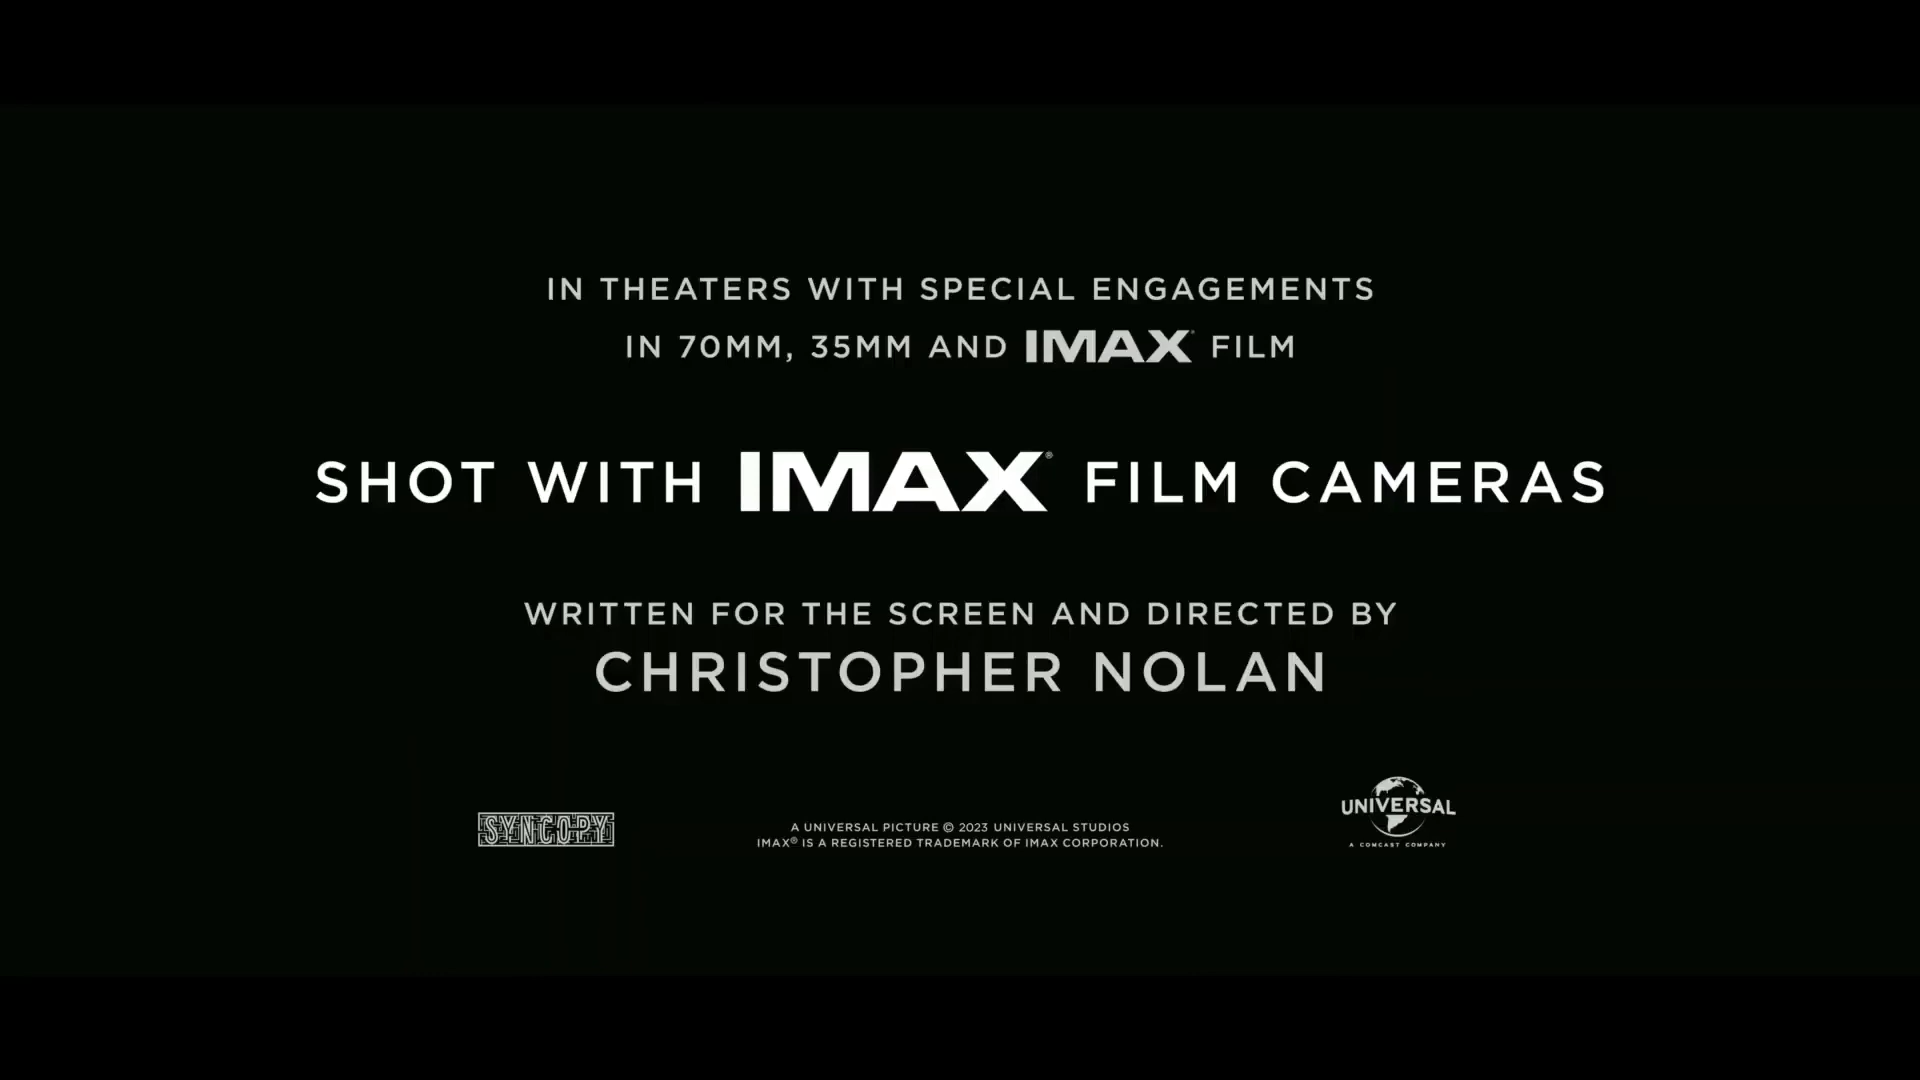 IN THEATERS WITH SPECIAL ENGAGEMENTS
IN 70MM, 35MM AND IMAX® FILM
SHOT WITH IMAX® FILM CAMERAS
WRITTEN FOR THE SCREEN AND DIRECTED BY
CHRISTOPHER NOLAN
SYNCOPY
A UNIVERSAL PICTURE © 2023 UNIVERSAL STUDIOS
IMAX® IS A REGISTERED TRADEMARK OF IMAX CORPORATION.
UNIVERSAL
A COMCAST COMPANY